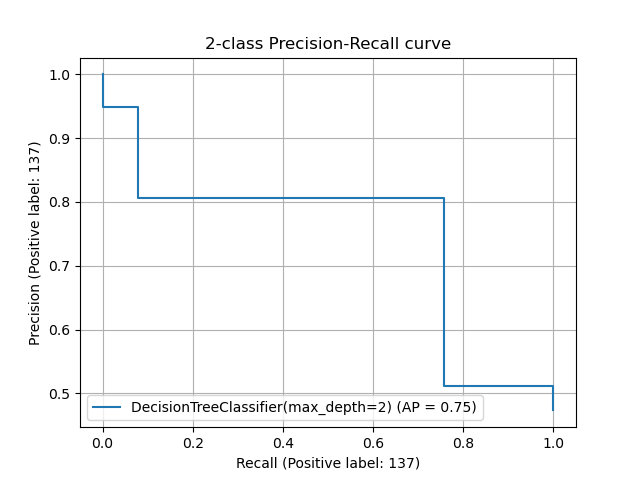 2-class Precision-Recall curve
1.0
0.9
0.8
0.7
0.6
0.5
Precision (Positive label: 137)
DecisionTreeClassifier(max_depth=2) (AP = 0.75)
0.0 0.2 0.4 0.6 0.8 1.0
Recall (Positive label: 137)